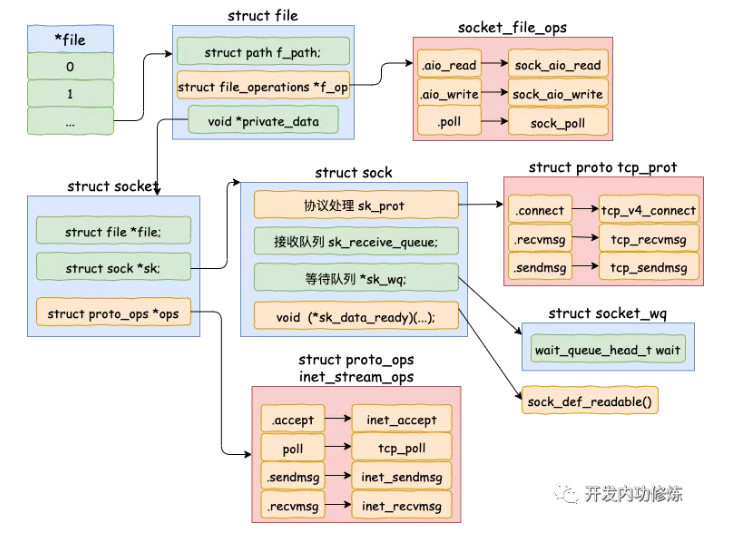 struct file
*file
0
1
...
struct path f_path;
struct file_operations *f_op
void *private_data
socket_file_ops
.aio_read
sock_aio_read
.aio_write
sock_aio_write
.poll
sock_poll
struct socket
struct file *file;
struct sock *sk;
struct proto_ops *ops
struct sock
协议处理 sk_prot
接收队列 sk_receive_queue;
等待队列 *sk_wq;
void (*sk_data_ready)(...);
struct proto tcp_prot
.connect
tcp_v4_connect
.recvmsg
tcp_recvmsg
.sendmsg
tcp_sendmsg
struct socket_wq
wait_queue_head_t wait
sock_def_readable()
struct proto_ops
inet_stream_ops
.accept
inet_accept
poll
tcp_poll
.sendmsg
inet_sendmsg
.recvmsg
inet_recvmsg
开发内功修炼